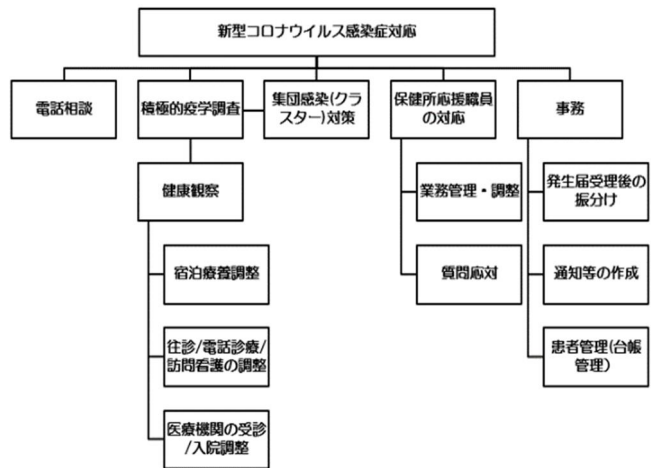 新型コロナウイルス感染症対応
電話相談
積極的疫学調査
集団感染(クラ
スター)対策
保健所応援職員
の対応
事務
健康観察
業務管理・調整
発生届受理後の
振分け
宿泊療養調整
質問応対
通知等の作成
往診/電話診療/
訪問看護の調整
患者管理(台帳
管理)
医療機関の受診
/入院調整